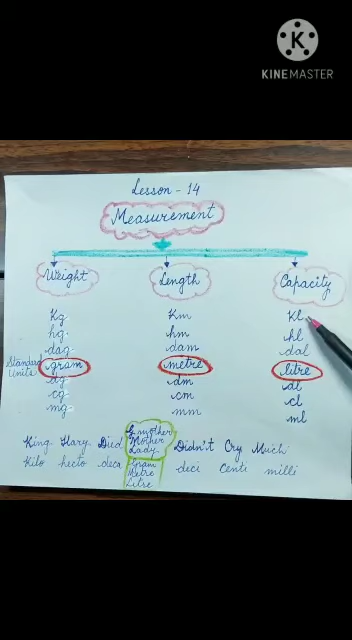 K
KINEMASTER
Lesson - 14
Measurement
Weight Length Capacity
Kg Km Kl
hg hm hl
dag dam dal
Standard Units gram metre litre
dg dm dl
cg cm cl
mg mm ml
King Hary Died Mother Lady Didn't Cry Much
Kilo hecto deca Gram Metre Litre deci Centi milli